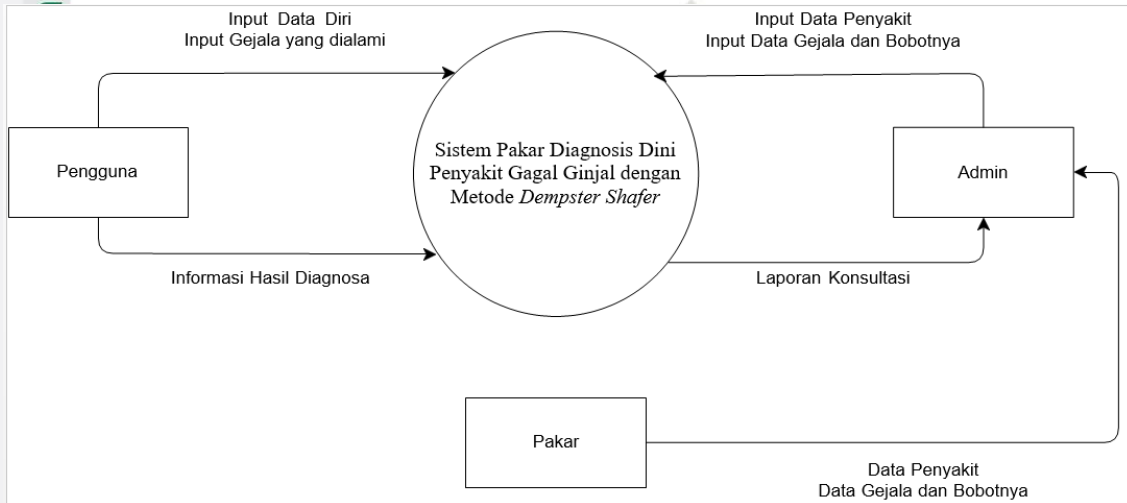 Input Data Diri
Input Gejala yang dialami
Input Data Penyakit
Input Data Gejala dan Bobotnya
Pengguna
Sistem Pakar Diagnosis Dini
Penyakit Gagal Ginjal dengan
Metode Dempster Shafer
Admin
Informasi Hasil Diagnosa
Laporan Konsultasi
Pakar
Data Penyakit
Data Gejala dan Bobotnya